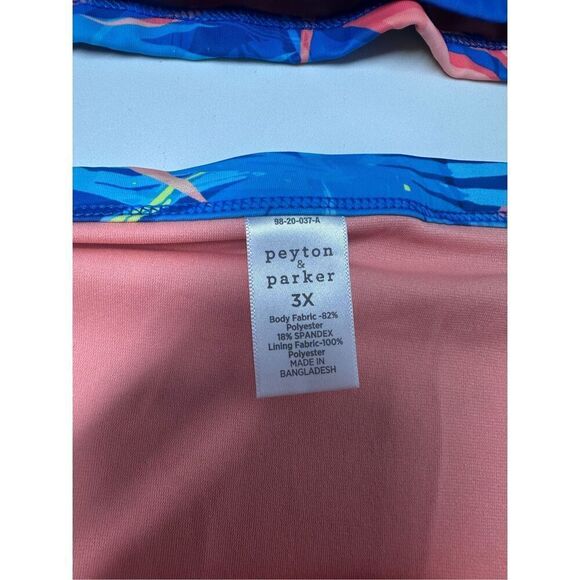 98-20-037-A
peyton
&
parker
3X
Body Fabric -82%
Polyester
18% SPANDEX
Lining Fabric-100%
Polyester
MADE IN
BANGLADESH